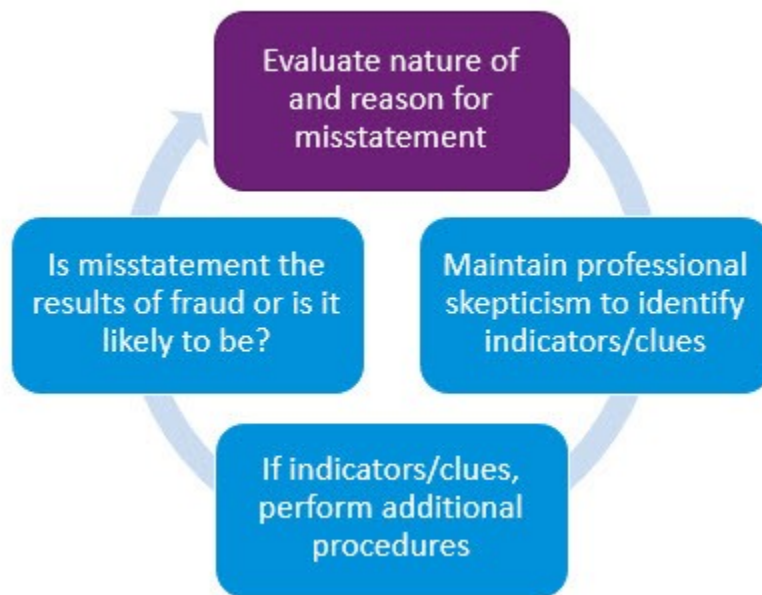 Evaluate nature of
and reason for
misstatement
Maintain professional
skepticism to identify
indicators/clues
If indicators/clues,
perform additional
procedures
Is misstatement the
results of fraud or is it
likely to be?